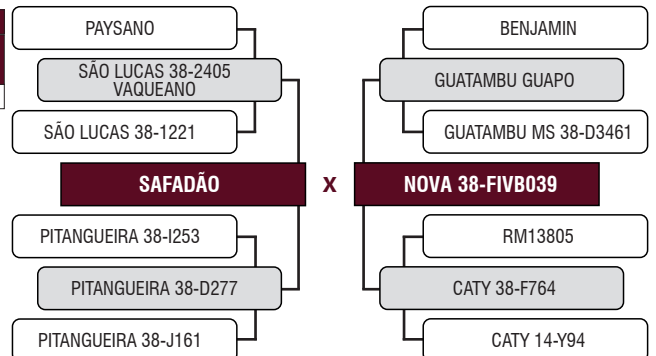 PAYSANO
SÃO LUCAS 38-2405
VAQUEANO
SÃO LUCAS 38-1221
SAFADÃO
PITANGUEIRA 38-I253
PITANGUEIRA 38-D277
PITANGUEIRA 38-J161
X
BENJAMIN
GUATAMBU GUAPO
GUATAMBU MS 38-D3461
NOVA 38-FIVB039
RM13805
CATY 38-F764
CATY 14-Y94